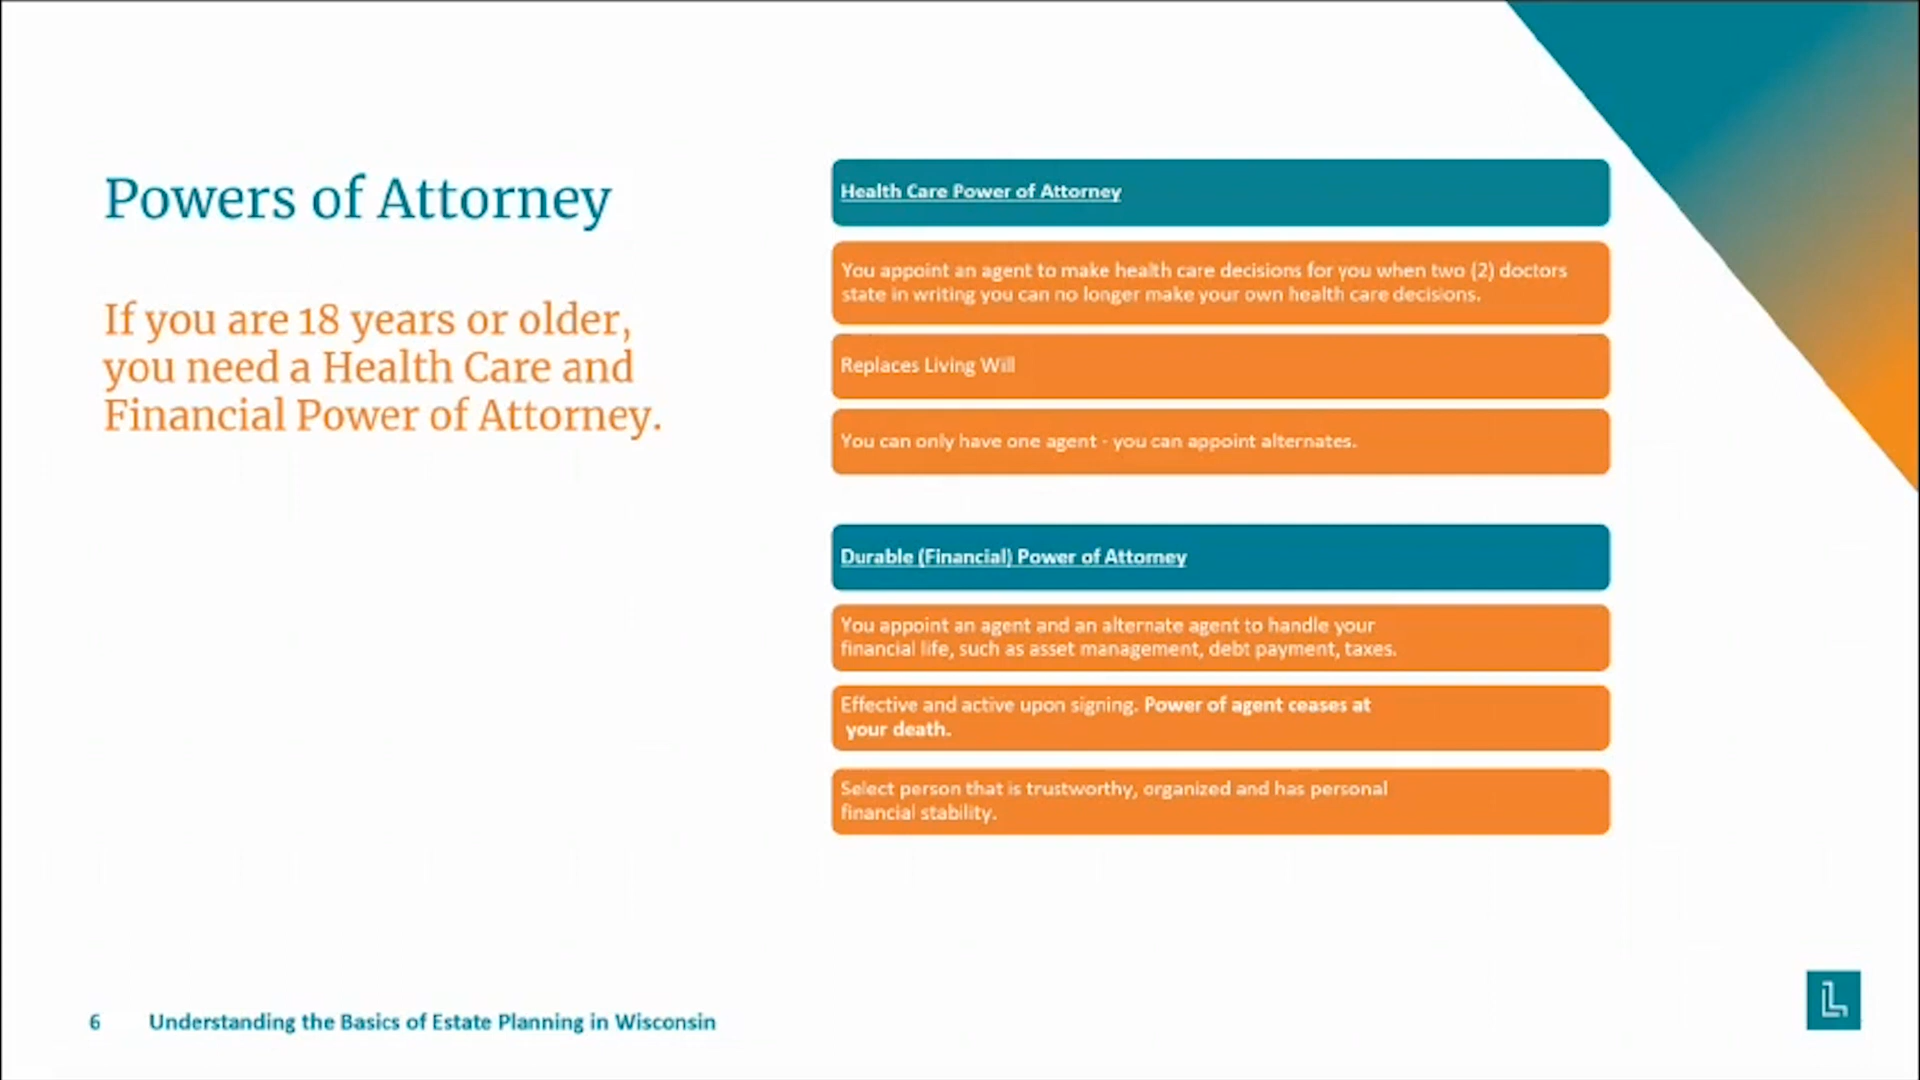 Powers of Attorney
If you are 18 years or older,
you need a Health Care and
Financial Power of Attorney.
Health Care Power of Attorney
You appoint an agent to make health care decisions for you when two (2) doctors
state in writing you can no longer make your own health care decisions.
Replaces Living Will
You can only have one agent - you can appoint alternates.
Durable (Financial) Power of Attorney
You appoint an agent and an alternate agent to handle your
financial life, such as asset management, debt payment, taxes.
Effective and active upon signing. Power of agent ceases at
your death.
Select person that is trustworthy, organized and has personal
financial stability.
6 Understanding the Basics of Estate Planning in Wisconsin
L